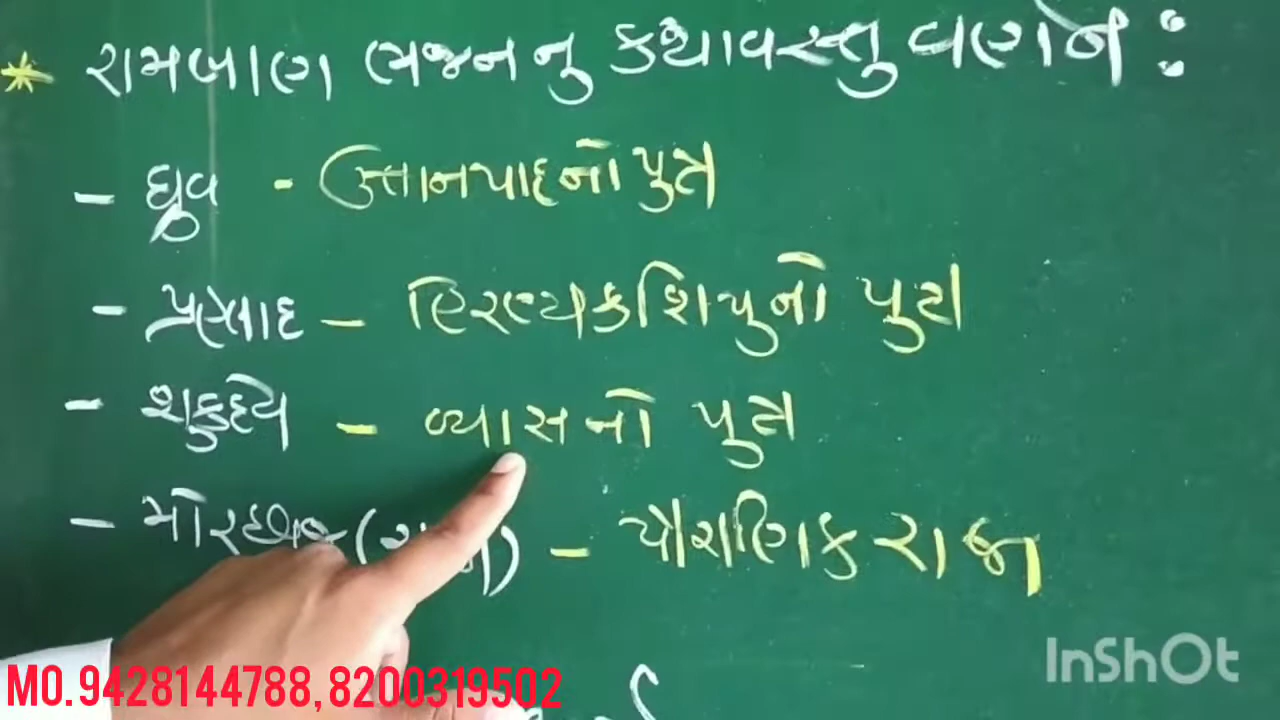 * રામબાણ ભજનનુ કથાવસ્તુ વર્ણન :
- ધ્રુવ - ઉત્તાનપાદનો પુત્ર
- પ્રહલાદ - હિરણ્યકશિપુનો પુત્ર
- શુકદેવ - વ્યાસનો પુત્ર
- મોરધ્વજ ( ) - પૌરાણિક રાજા
InShOt
MO. 9428144788, 8200319502